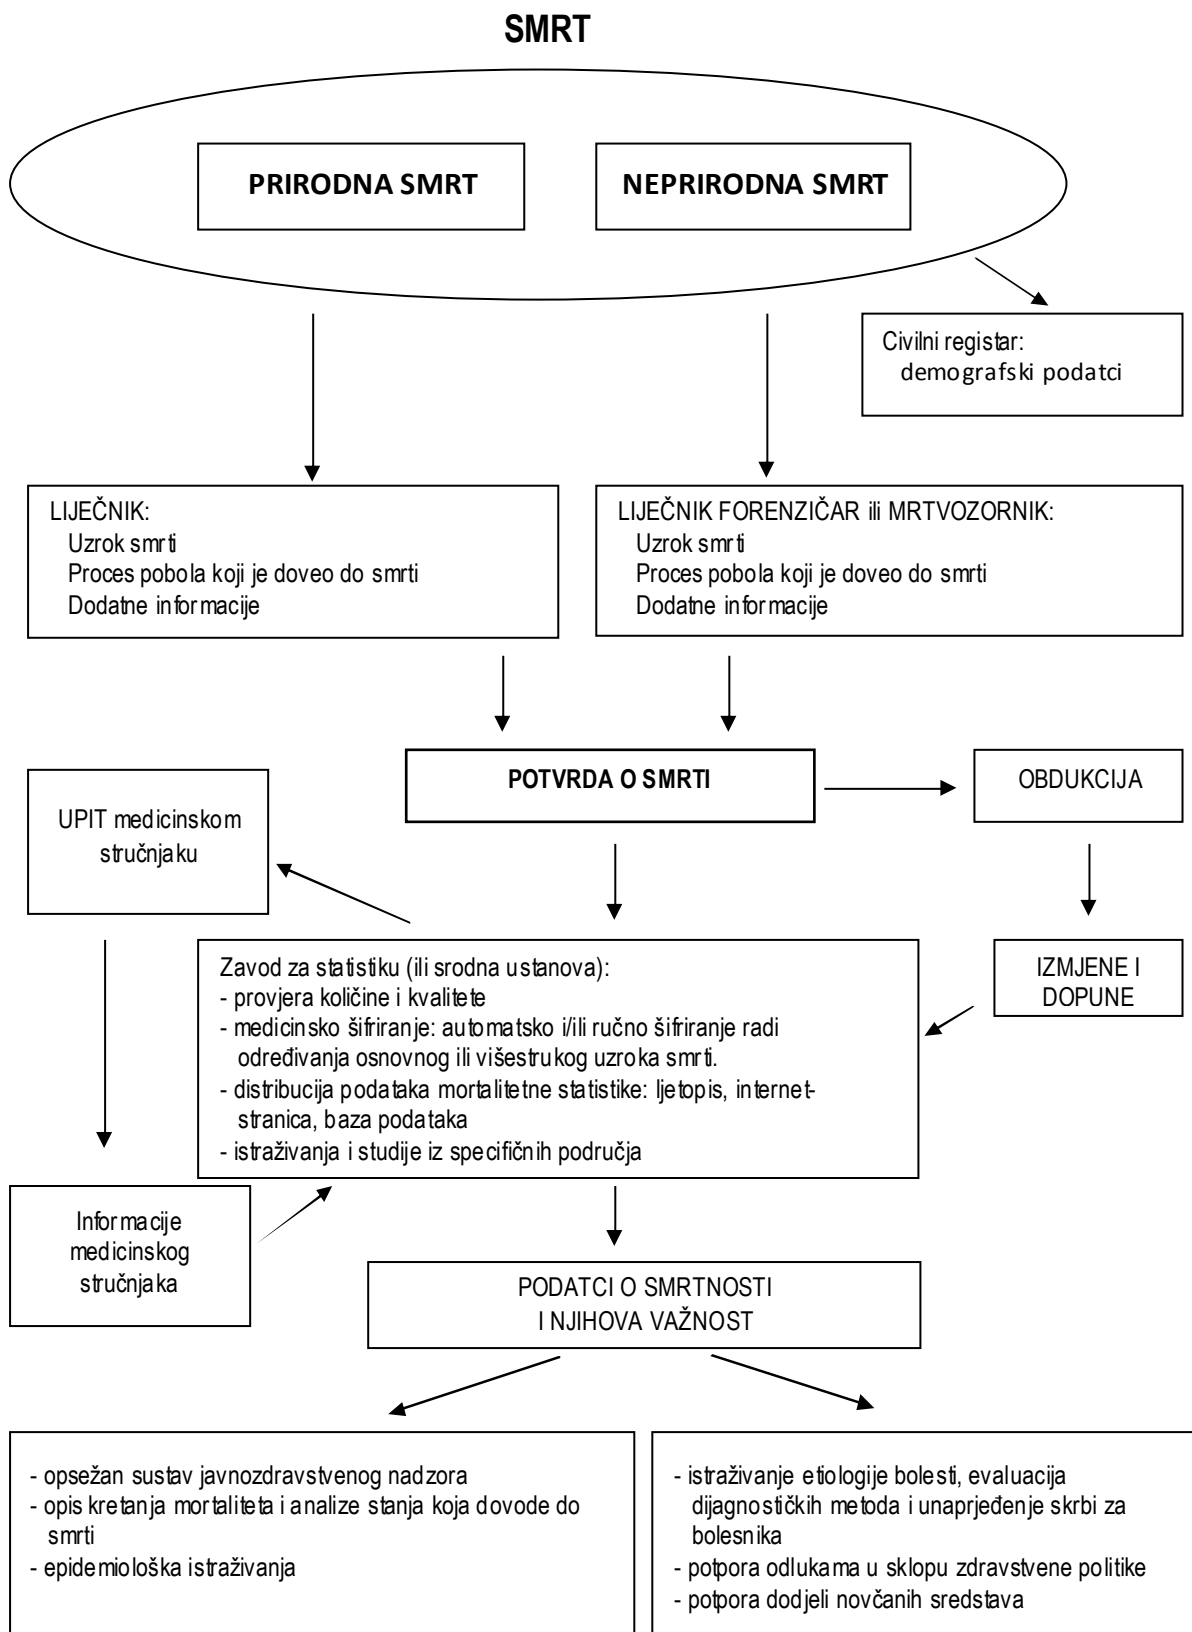 SMRT
PRIRODNA SMRT
NEPRIRODNA SMRT
Civilni registar:
demografski podatci
LIJEČNIK:
Uzrok smrti
Proces pobola koji je doveo do smrti
Dodatne informacije
LIJEČNIK FORENZIČAR ili MRTVOZORNIK:
Uzrok smrti
Proces pobola koji je doveo do smrti
Dodatne informacije
POTVRDA O SMRTI
OBDUKCIJA
UPIT medicinskom
stručnjaku
Zavod za statistiku (ili srodna ustanova):
- provjera količine i kvalitete
- medicinsko šifriranje: automatsko i/ili ručno šifriranje radi
određivanja osnovnog ili višestrukog uzroka smrti.
- distribucija podataka mortalitetne statistike: ljetopis, internet-
stranica, baza podataka
- istraživanja i studije iz specifičnih područja
IZMJENE I
DOPUNE
Informacije
medicinskog
stručnjaka
PODATCI O SMRTNOSTI
I NJIHOVA VAŽNOST
- opsežan sustav javnozdravstvenog nadzora
- opis kretanja mortaliteta i analize stanja koja dovode do
smrti
- epidemiološka istraživanja
- istraživanje etiologije bolesti, evaluacija
dijagnostičkih metoda i unaprjeđenje skrbi za
bolesnika
- potpora odlukama u sklopu zdravstvene politike
- potpora dodjeli novčanih sredstava